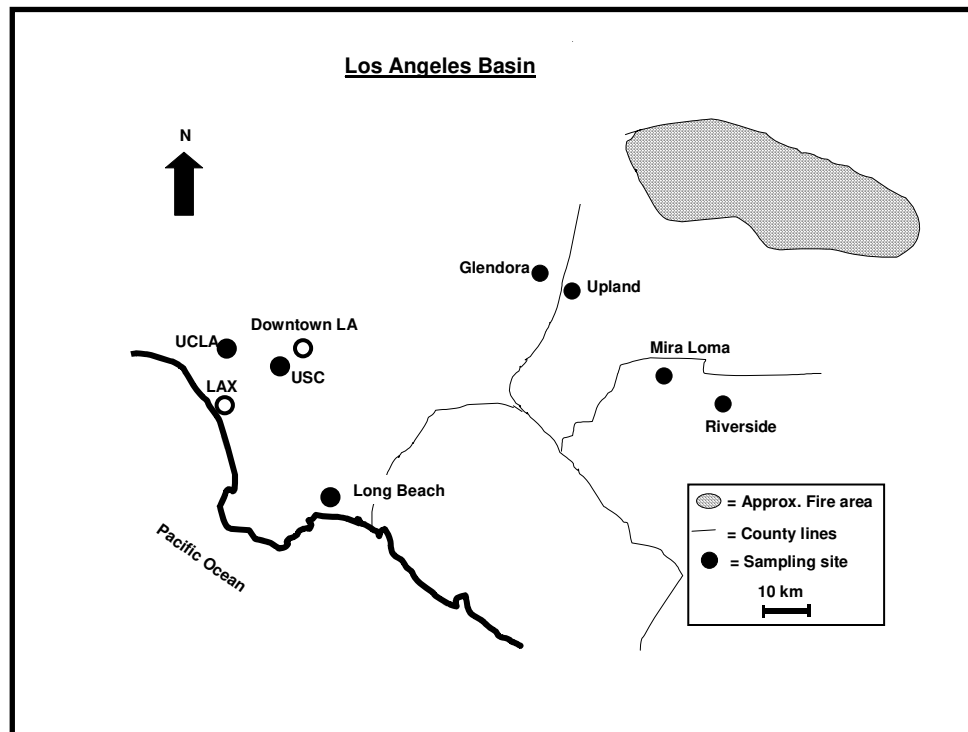 Los Angeles Basin
N
Glendora
Upland
Downtown LA
UCLA
USC
Mira Loma
LAX
Riverside
Long Beach
Pacific Ocean
= Approx. Fire area
= County lines
= Sampling site
10 km